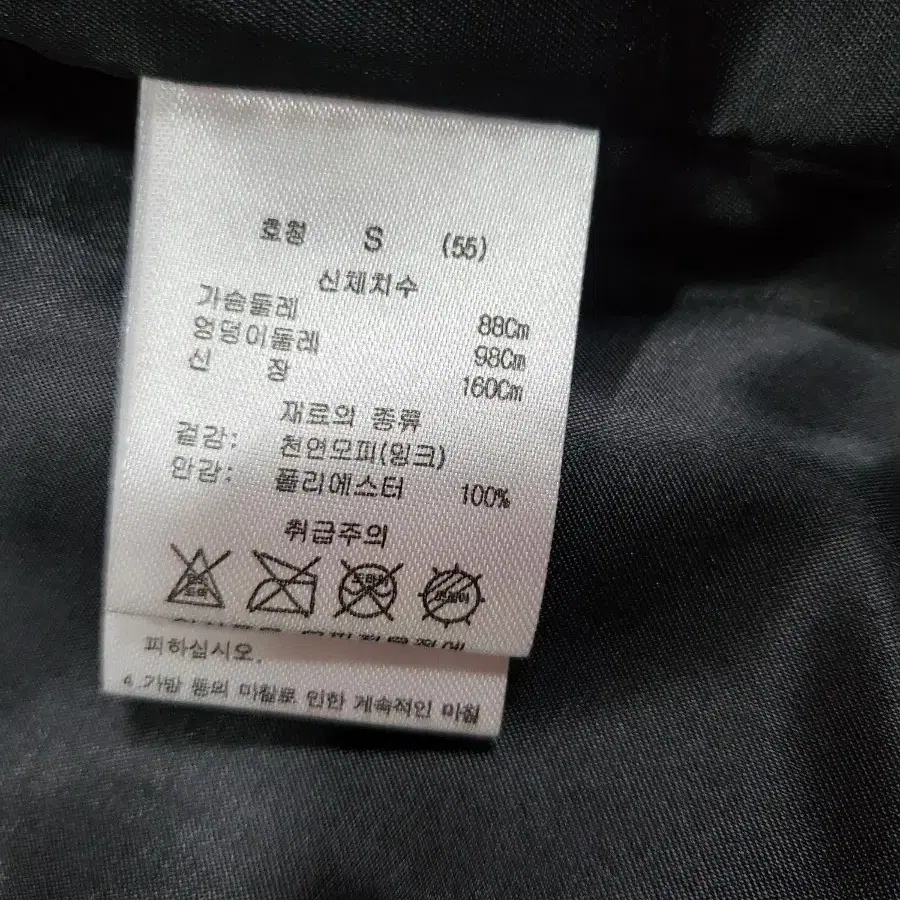 호칭 S (55)
신체치수
가슴둘레 88Cm
엉덩이둘레 98Cm
신 장 160Cm
재료의 종류
겉감: 천연모피(밍크)
안감: 폴리에스터 100%
취급주의
드라이
피하십시오.
4.가방 등의 마찰로 인한 계속적인 마찰